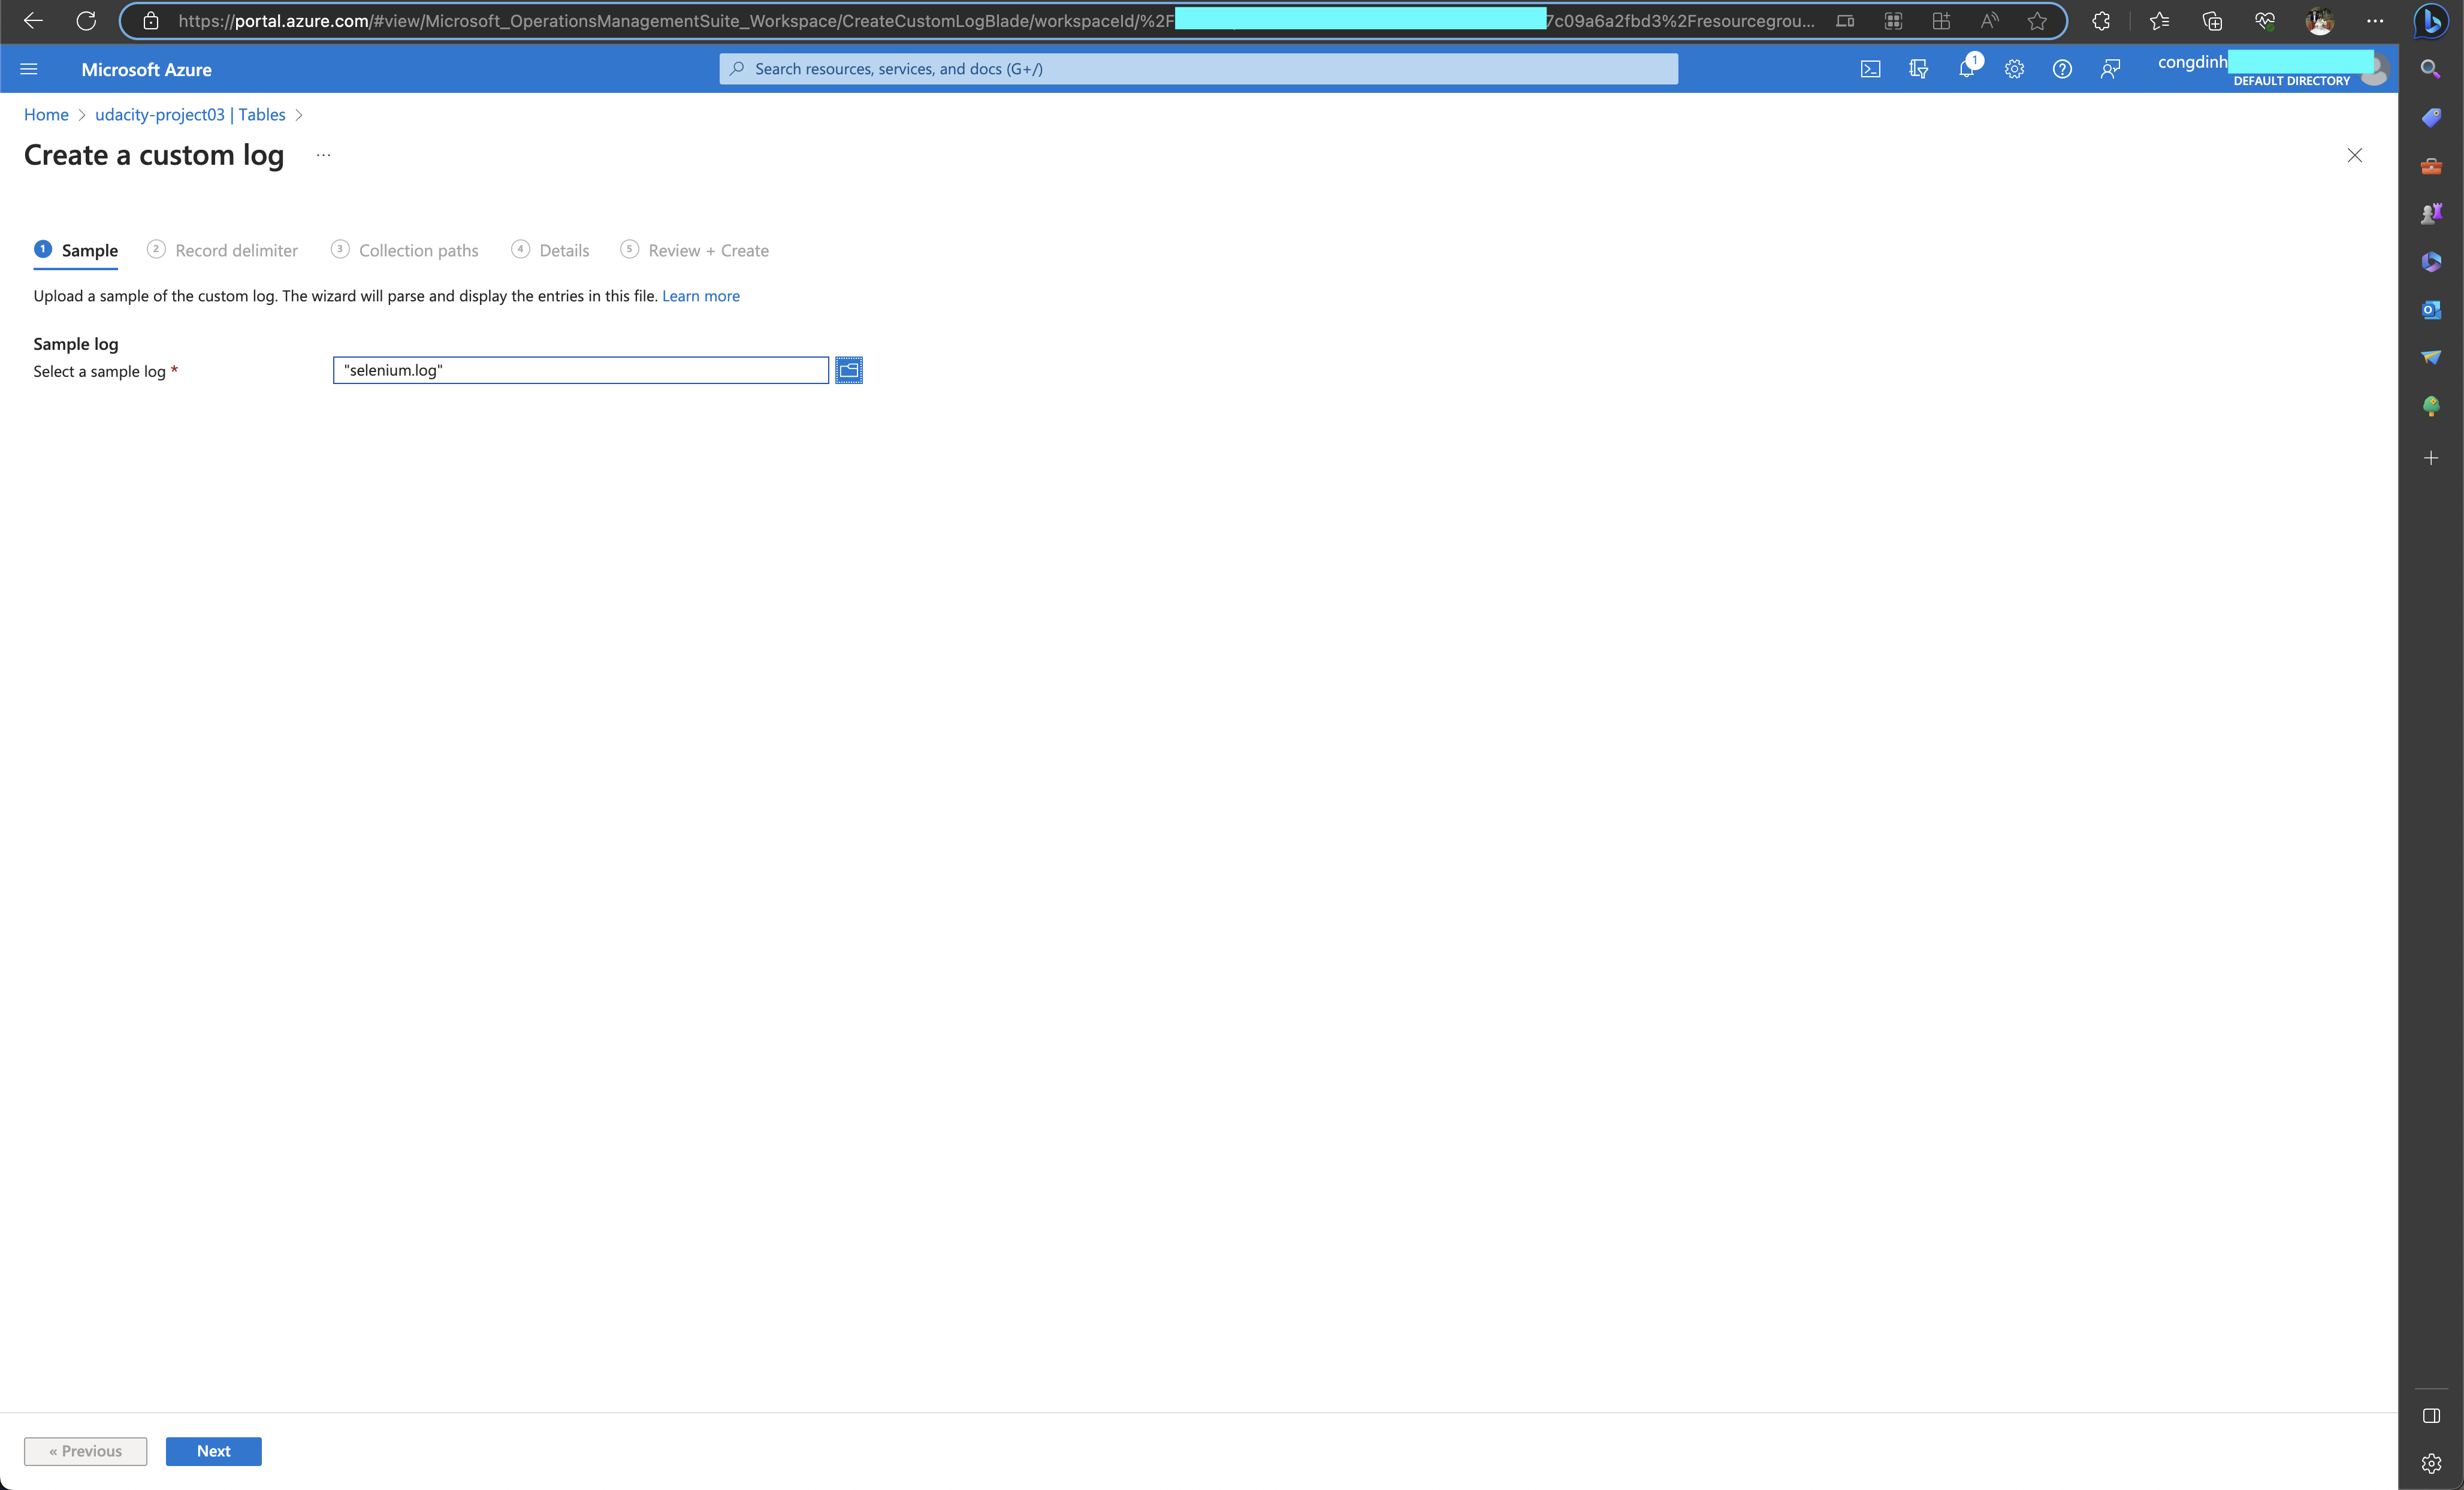 https://portal.azure.com/#view/Microsoft_OperationsManagementSuite_Workspace/CreateCustomLogBlade/workspaceId/%2F 7c09a6a2fbd3%2Fresourcegrou...
Microsoft Azure
Search resources, services, and docs (G+/)
1
congdinh
DEFAULT DIRECTORY
Home > udacity-project03 | Tables >
Create a custom log ...
1 Sample 2 Record delimiter 3 Collection paths 4 Details 5 Review + Create
Upload a sample of the custom log. The wizard will parse and display the entries in this file. Learn more
Sample log
Select a sample log * "selenium.log"
« Previous Next